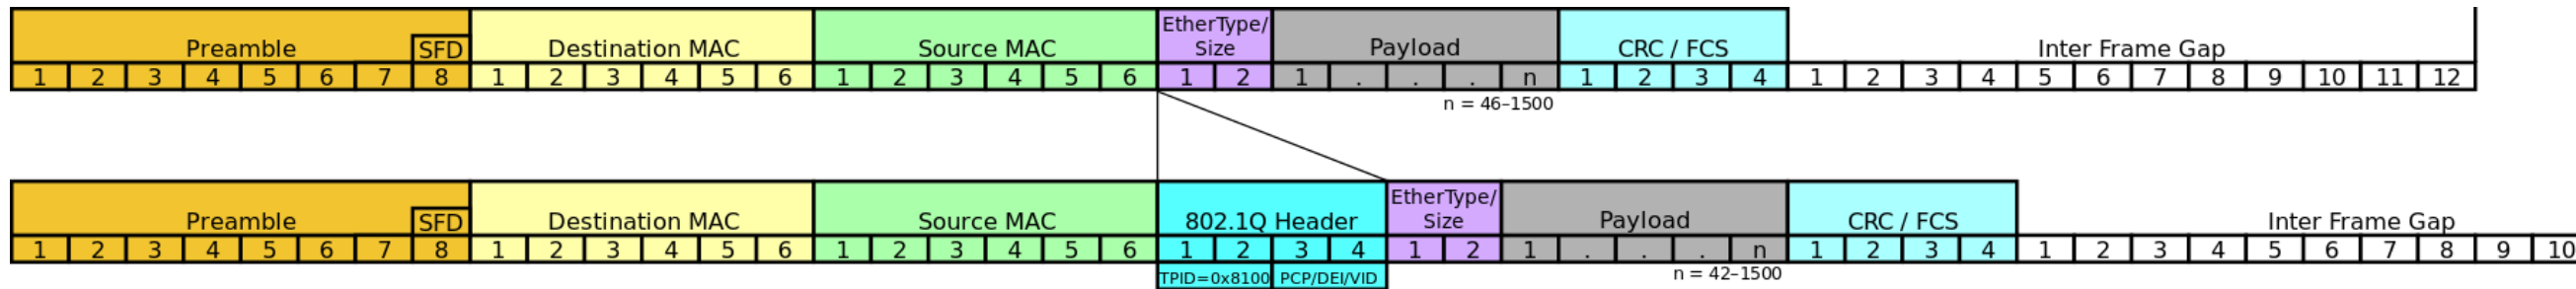 EtherType/
Preamble SFD Destination MAC Source MAC Size Payload CRC / FCS Inter Frame Gap
1 2 3 4 5 6 7 8 1 2 3 4 5 6 1 2 3 4 5 6 1 2 1 . . . n 1 2 3 4 1 2 3 4 5 6 7 8 9 10 11 12
n = 46–1500
EtherType/
Preamble SFD Destination MAC Source MAC 802.1Q Header Size Payload CRC / FCS Inter Frame Gap
1 2 3 4 5 6 7 8 1 2 3 4 5 6 1 2 3 4 5 6 1 2 3 4 1 2 1 . . . n 1 2 3 4 1 2 3 4 5 6 7 8 9 10
TPID=0x8100 PCP/DEI/VID n = 42–1500